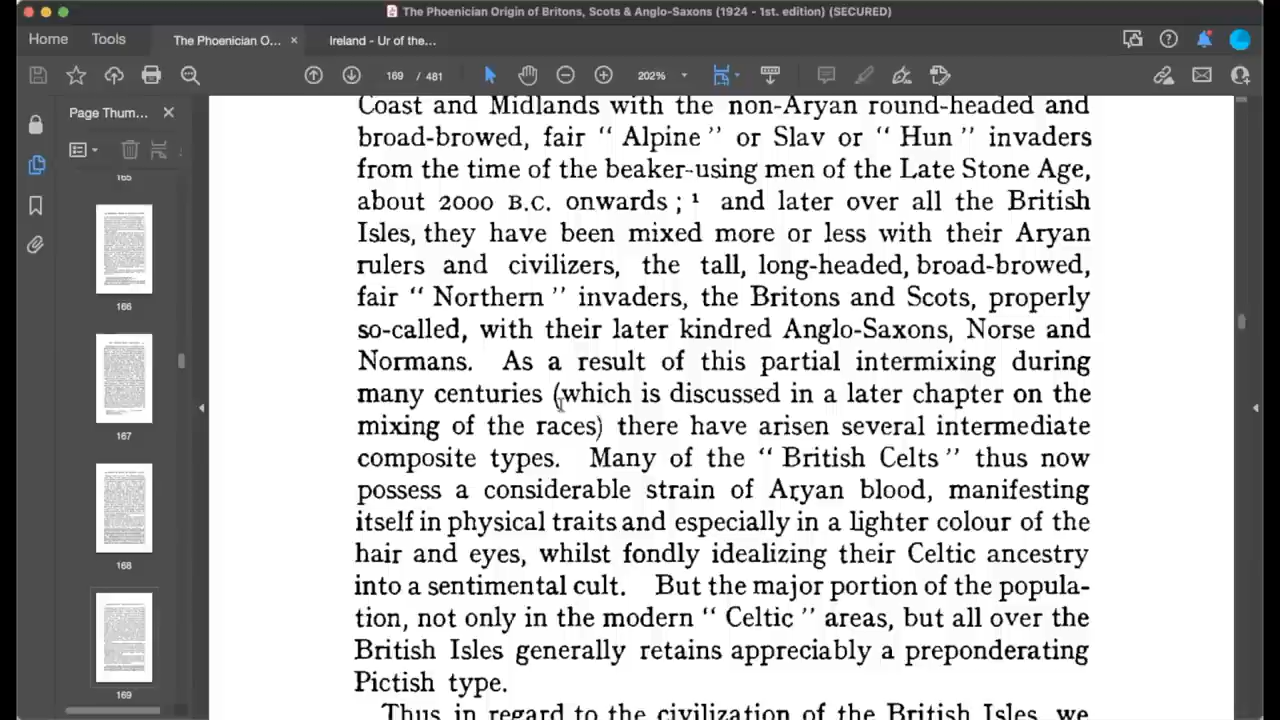 The Phoenician Origin of Britons, Scots & Anglo-Saxons (1924 - 1st. edition) (SECURED)
Home Tools The Phoenician O... × Ireland - Ur of the...
169 / 481 202%
Page Thum... ×
165
166
167
168
169
Coast and Midlands with the non-Aryan round-headed and
broad-browed, fair “ Alpine ” or Slav or “ Hun ” invaders
from the time of the beaker-using men of the Late Stone Age,
about 2000 B.C. onwards ; ¹ and later over all the British
Isles, they have been mixed more or less with their Aryan
rulers and civilizers, the tall, long-headed, broad-browed,
fair “ Northern ” invaders, the Britons and Scots, properly
so-called, with their later kindred Anglo-Saxons, Norse and
Normans. As a result of this partial intermixing during
many centuries (which is discussed in a later chapter on the
mixing of the races) there have arisen several intermediate
composite types. Many of the “ British Celts ” thus now
possess a considerable strain of Aryan blood, manifesting
itself in physical traits and especially in a lighter colour of the
hair and eyes, whilst fondly idealizing their Celtic ancestry
into a sentimental cult. But the major portion of the popula-
tion, not only in the modern “ Celtic ” areas, but all over the
British Isles generally retains appreciably a preponderating
Pictish type.
Thus in regard to the civilization of the British Isles, we